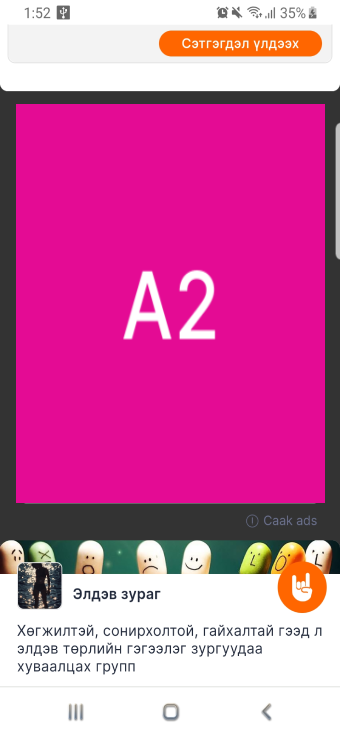 1:52 35%
Сэтгэгдэл үлдээх
A2
Caak ads
L O L
Элдэв зураг
Хөгжилтэй, сонирхолтой, гайхалтай гээд л
элдэв төрлийн гэгээлэг зургуудаа
хуваалцах групп